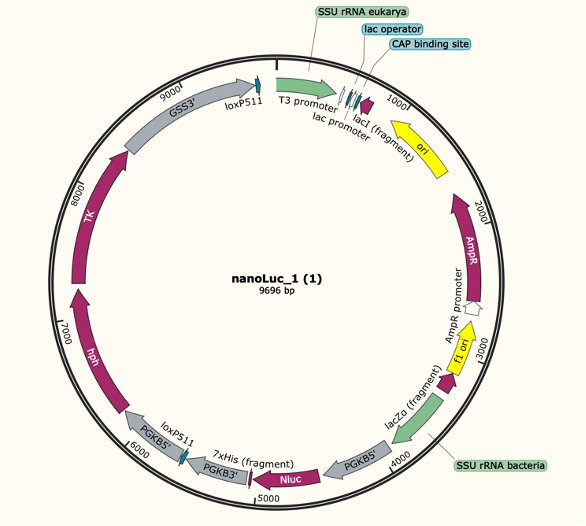 SSU rRNA eukarya
lac operator
CAP binding site
loxP511
T3 promoter
lac promoter
lacI (fragment)
1000
ori
2000
AmpR
AmpR promoter
f1 ori
3000
lacZα (fragment)
SSU rRNA bacteria
4000
PGKB5'
Nluc
7xHis (fragment)
5000
PGKB3'
loxP511
PGKB5'
6000
hph
7000
TK
8000
GSS3'
9000
nanoLuc_1 (1)
9696 bp